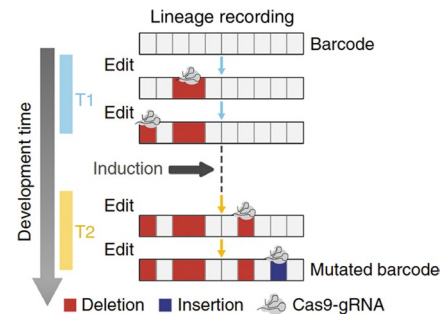 Lineage recording
Barcode
Edit
Edit
T1
Induction
Development time
Edit
T2
Edit
Mutated barcode
Deletion
Insertion
Cas9-gRNA